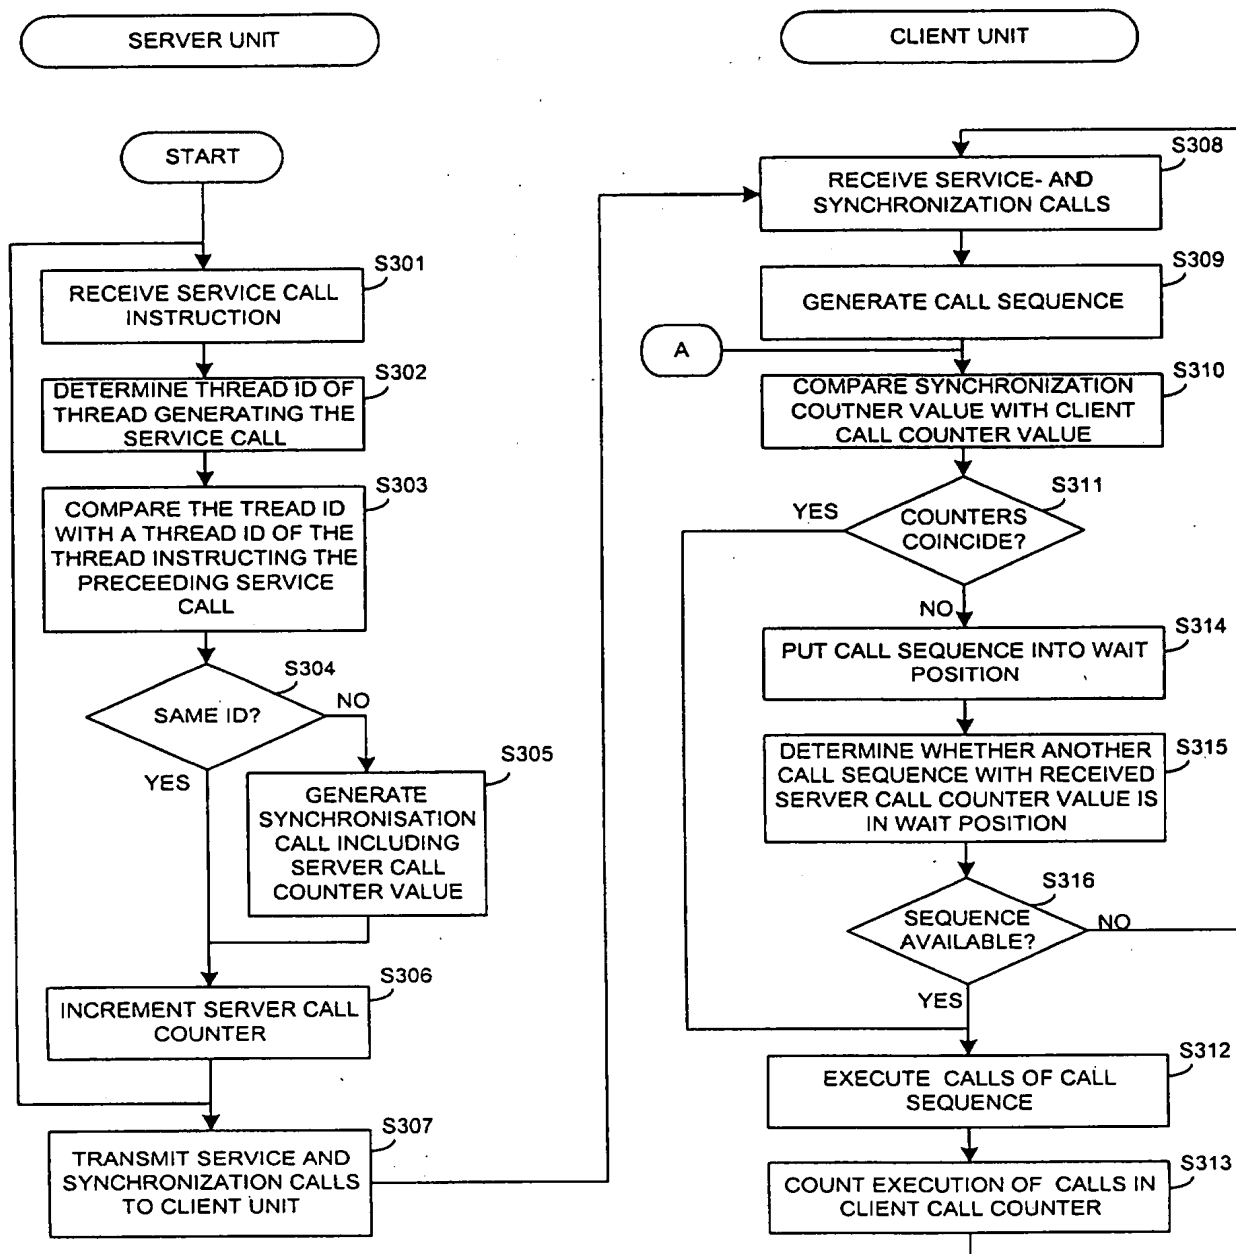 SERVER UNIT
START
S301
RECEIVE SERVICE CALL
INSTRUCTION
S302
DETERMINE THREAD ID OF
THREAD GENERATING THE
SERVICE CALL
S303
COMPARE THE TREAD ID
WITH A THREAD ID OF THE
THREAD INSTRUCTING THE
PRECEEDING SERVICE
CALL
S304
SAME ID?
NO
YES
S305
GENERATE
SYNCHRONISATION
CALL INCLUDING
SERVER CALL
COUNTER VALUE
S306
INCREMENT SERVER CALL
COUNTER
S307
TRANSMIT SERVICE AND
SYNCHRONIZATION CALLS
TO CLIENT UNIT
CLIENT UNIT
S308
RECEIVE SERVICE- AND
SYNCHRONIZATION CALLS
S309
GENERATE CALL SEQUENCE
A
S310
COMPARE SYNCHRONIZATION
COUTNER VALUE WITH CLIENT
CALL COUNTER VALUE
S311
YES
COUNTERS
COINCIDE?
NO
S314
PUT CALL SEQUENCE INTO WAIT
POSITION
S315
DETERMINE WHETHER ANOTHER
CALL SEQUENCE WITH RECEIVED
SERVER CALL COUNTER VALUE IS
IN WAIT POSITION
S316
SEQUENCE
AVAILABLE?
NO
YES
S312
EXECUTE CALLS OF CALL
SEQUENCE
S313
COUNT EXECUTION OF CALLS IN
CLIENT CALL COUNTER